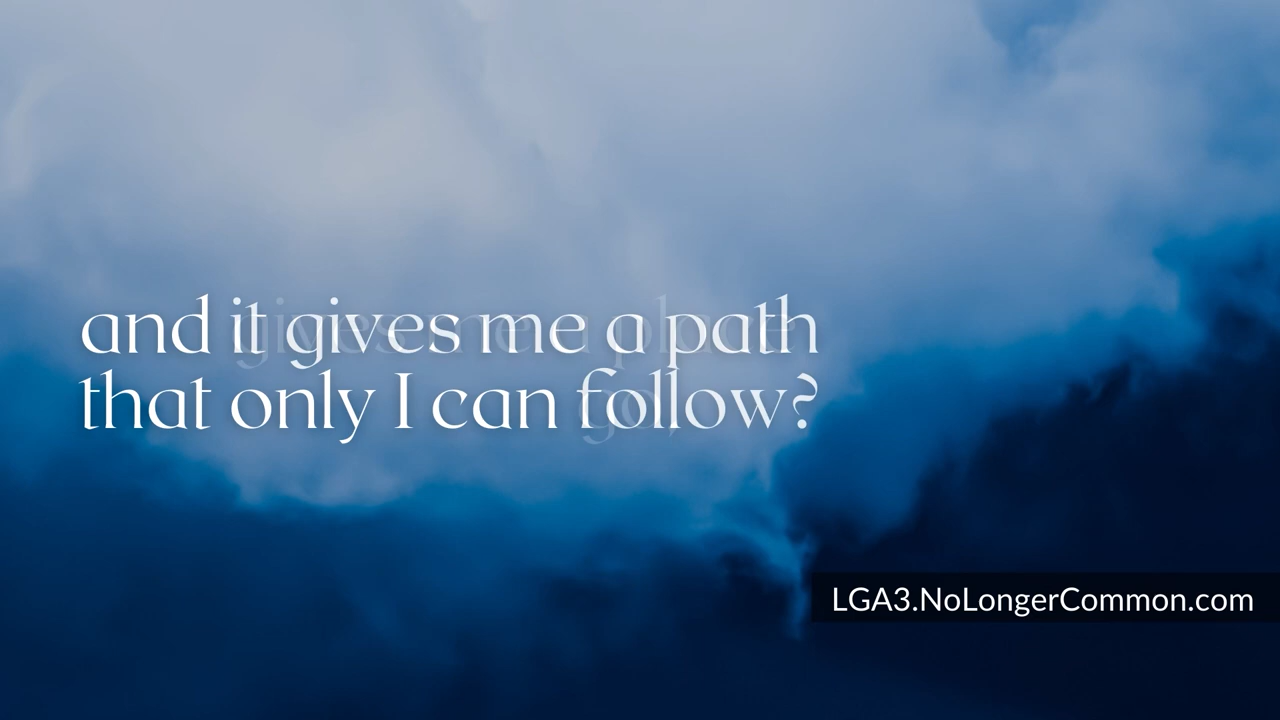 and it gives me a path
that only I can follow?
LGA3.NoLongerCommon.com